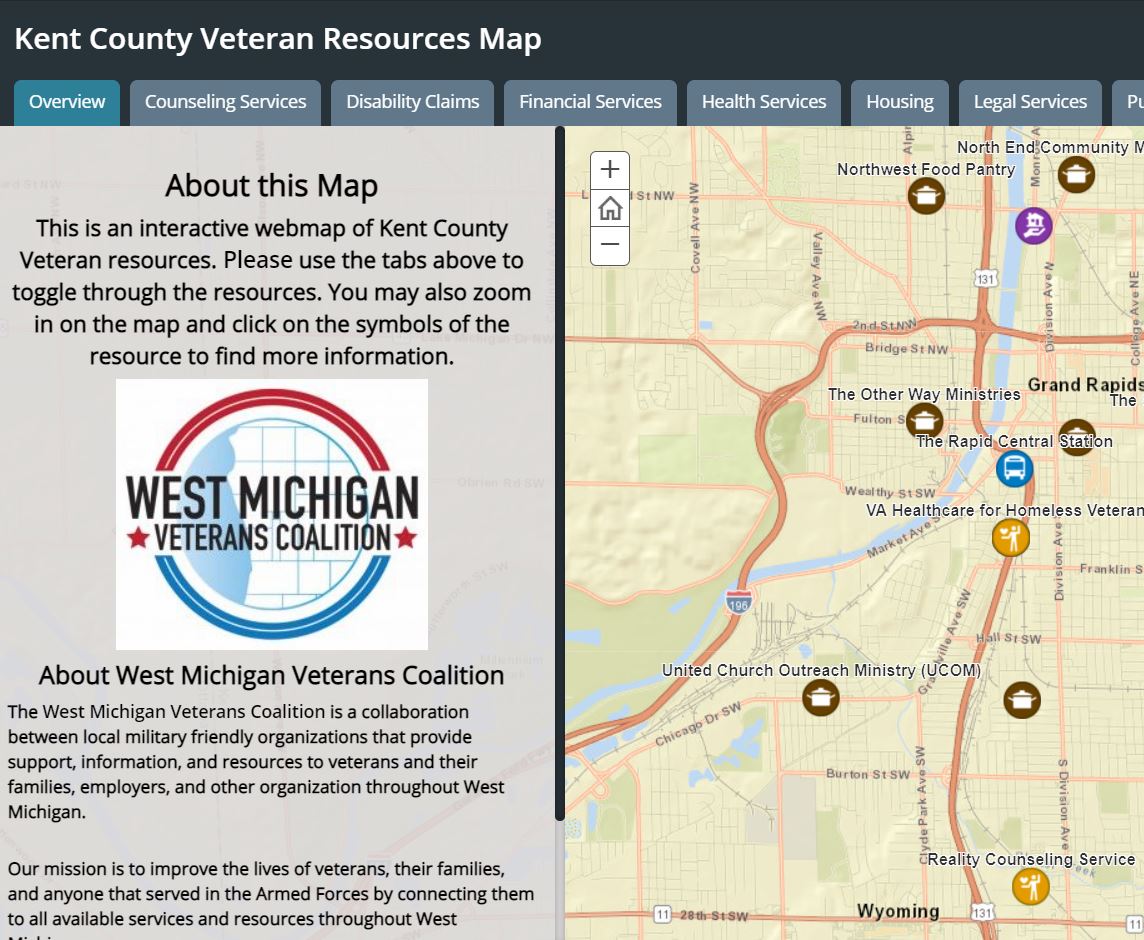 Kent County Veteran Resources Map
Overview
Counseling Services
Disability Claims
Financial Services
Health Services
Housing
Legal Services
About this Map
This is an interactive webmap of Kent County
Veteran resources. Please use the tabs above to
toggle through the resources. You may also zoom
in on the map and click on the symbols of the
resource to find more information.
WEST MICHIGAN
VETERANS COALITION
About West Michigan Veterans Coalition
The West Michigan Veterans Coalition is a collaboration
between local military friendly organizations that provide
support, information, and resources to veterans and their
families, employers, and other organization throughout West
Michigan.
Our mission is to improve the lives of veterans, their families,
and anyone that served in the Armed Forces by connecting them
to all available services and resources throughout West
Lake Michigan Dr NW
Obrien Rd SW
Millennium
Park
+
−
North End Community M
Northwest Food Pantry
St NW
Covell Ave NW
Valley Ave NW
131
Division Ave N
College Ave NE
2nd St NW
Bridge St NW
Grand Rapids
The Other Way Ministries
The
Fulton S
The Rapid Central Station
Wealthy St SW
VA Healthcare for Homeless Veteran
Market Ave S
Division Ave
Franklin S
196
Grandville Ave SW
Hall St SW
United Church Outreach Ministry (UCOM)
Chicago Dr SW
Burton St SW
Clyde Park Ave SW
S Division Ave
Reality Counseling Service
eek
Wyoming
11
28th St SW
131
11